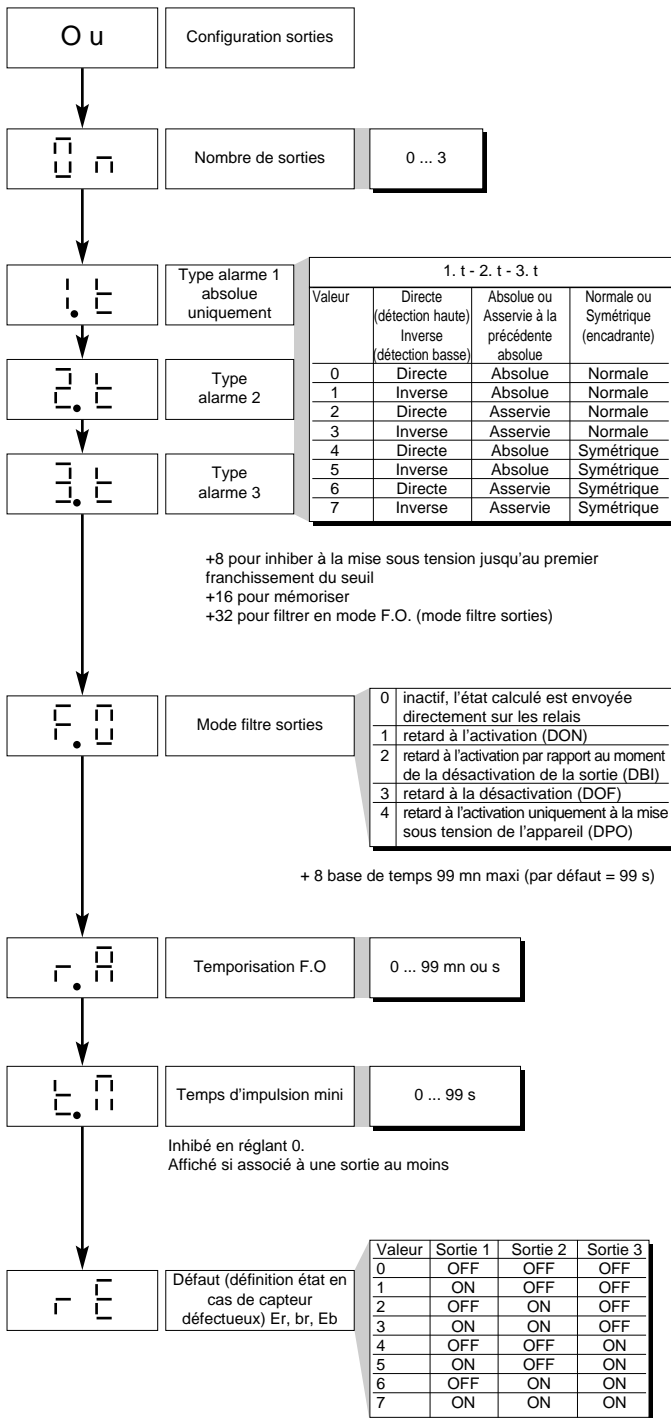 O u
Configuration sorties
0 n
Nombre de sorties
0 ... 3
1. t
Type alarme 1
absolue
uniquement
2. t
Type
alarme 2
3. t
Type
alarme 3
1. t - 2. t - 3. t
Valeur Directe Absolue ou Normale ou
(détection haute) Asservie à la Symétrique
Inverse précédente (encadrante)
(détection basse) absolue
0 Directe Absolue Normale
1 Inverse Absolue Normale
2 Directe Asservie Normale
3 Inverse Asservie Normale
4 Directe Absolue Symétrique
5 Inverse Absolue Symétrique
6 Directe Asservie Symétrique
7 Inverse Asservie Symétrique
+8 pour inhiber à la mise sous tension jusqu'au premier
franchissement du seuil
+16 pour mémoriser
+32 pour filtrer en mode F.O. (mode filtre sorties)
F. 0
Mode filtre sorties
0 inactif, l'état calculé est envoyée
directement sur les relais
1 retard à l'activation (DON)
2 retard à l'activation par rapport au moment
de la désactivation de la sortie (DBI)
3 retard à la désactivation (DOF)
4 retard à l'activation uniquement à la mise
sous tension de l'appareil (DPO)
+ 8 base de temps 99 mn maxi (par défaut = 99 s)
r. A
Temporisation F.O
0 ... 99 mn ou s
t. M
Temps d'impulsion mini
0 ... 99 s
Inhibé en réglant 0.
Affiché si associé à une sortie au moins
r E
Défaut (définition état en
cas de capteur
défectueux) Er, br, Eb
Valeur Sortie 1 Sortie 2 Sortie 3
0 OFF OFF OFF
1 ON OFF OFF
2 OFF ON OFF
3 ON ON OFF
4 OFF OFF ON
5 ON OFF ON
6 OFF ON ON
7 ON ON ON